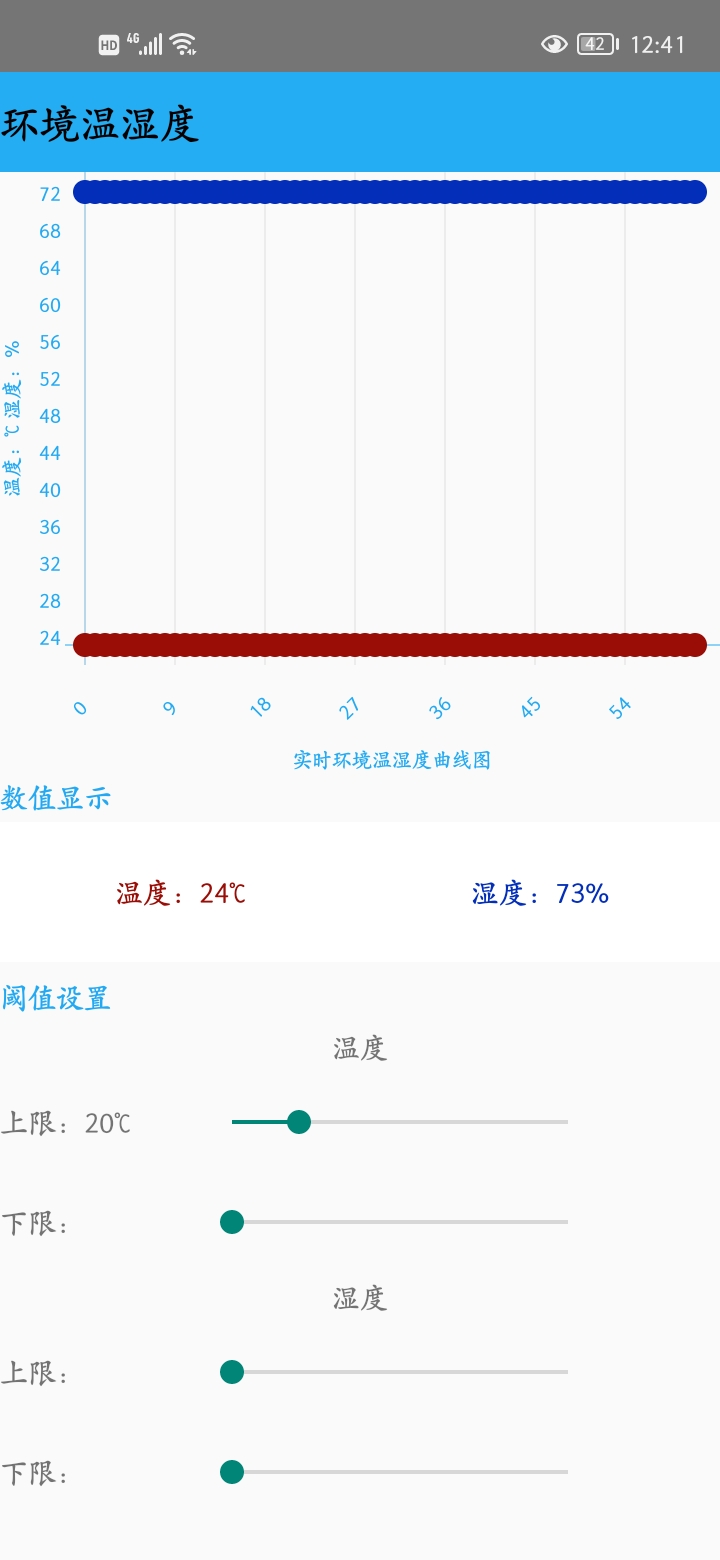 HD 4G 42 12:41
环境温湿度
72
68
64
60
56
52
48
44
40
36
32
28
24
温度：℃ 湿度：%
0 9 18 27 36 45 54
实时环境温湿度曲线图
数值显示
温度：24℃ 湿度：73%
阈值设置
温度
上限：20℃
下限：
湿度
上限：
下限：